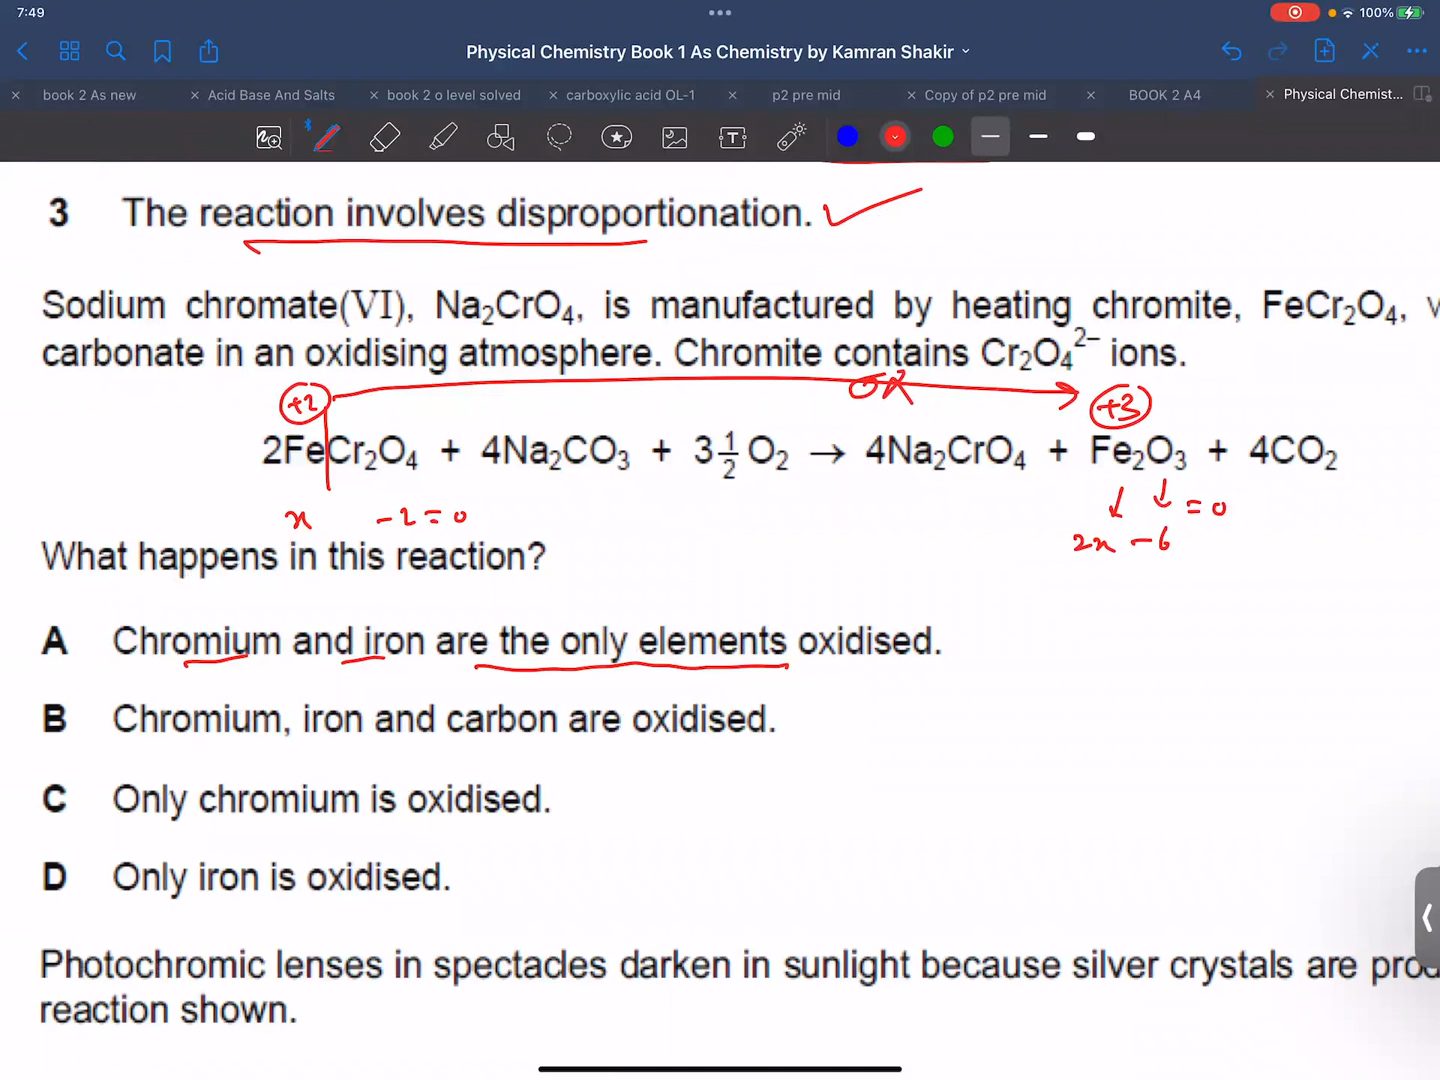 7:49
100%
Physical Chemistry Book 1 As Chemistry by Kamran Shakir
book 2 As new
Acid Base And Salts
book 2 o level solved
carboxylic acid OL-1
p2 pre mid
Copy of p2 pre mid
BOOK 2 A4
Physical Chemist...
3 The reaction involves disproportionation.
Sodium chromate(VI), Na₂CrO₄, is manufactured by heating chromite, FeCr₂O₄,
carbonate in an oxidising atmosphere. Chromite contains Cr₂O₄²⁻ ions.
+2 ox +3
2FeCr₂O₄ + 4Na₂CO₃ + 3½O₂ → 4Na₂CrO₄ + Fe₂O₃ + 4CO₂
x -2=0 ↓ ↓ =0
2x -6
What happens in this reaction?
A Chromium and iron are the only elements oxidised.
B Chromium, iron and carbon are oxidised.
C Only chromium is oxidised.
D Only iron is oxidised.
Photochromic lenses in spectacles darken in sunlight because silver crystals are
reaction shown.